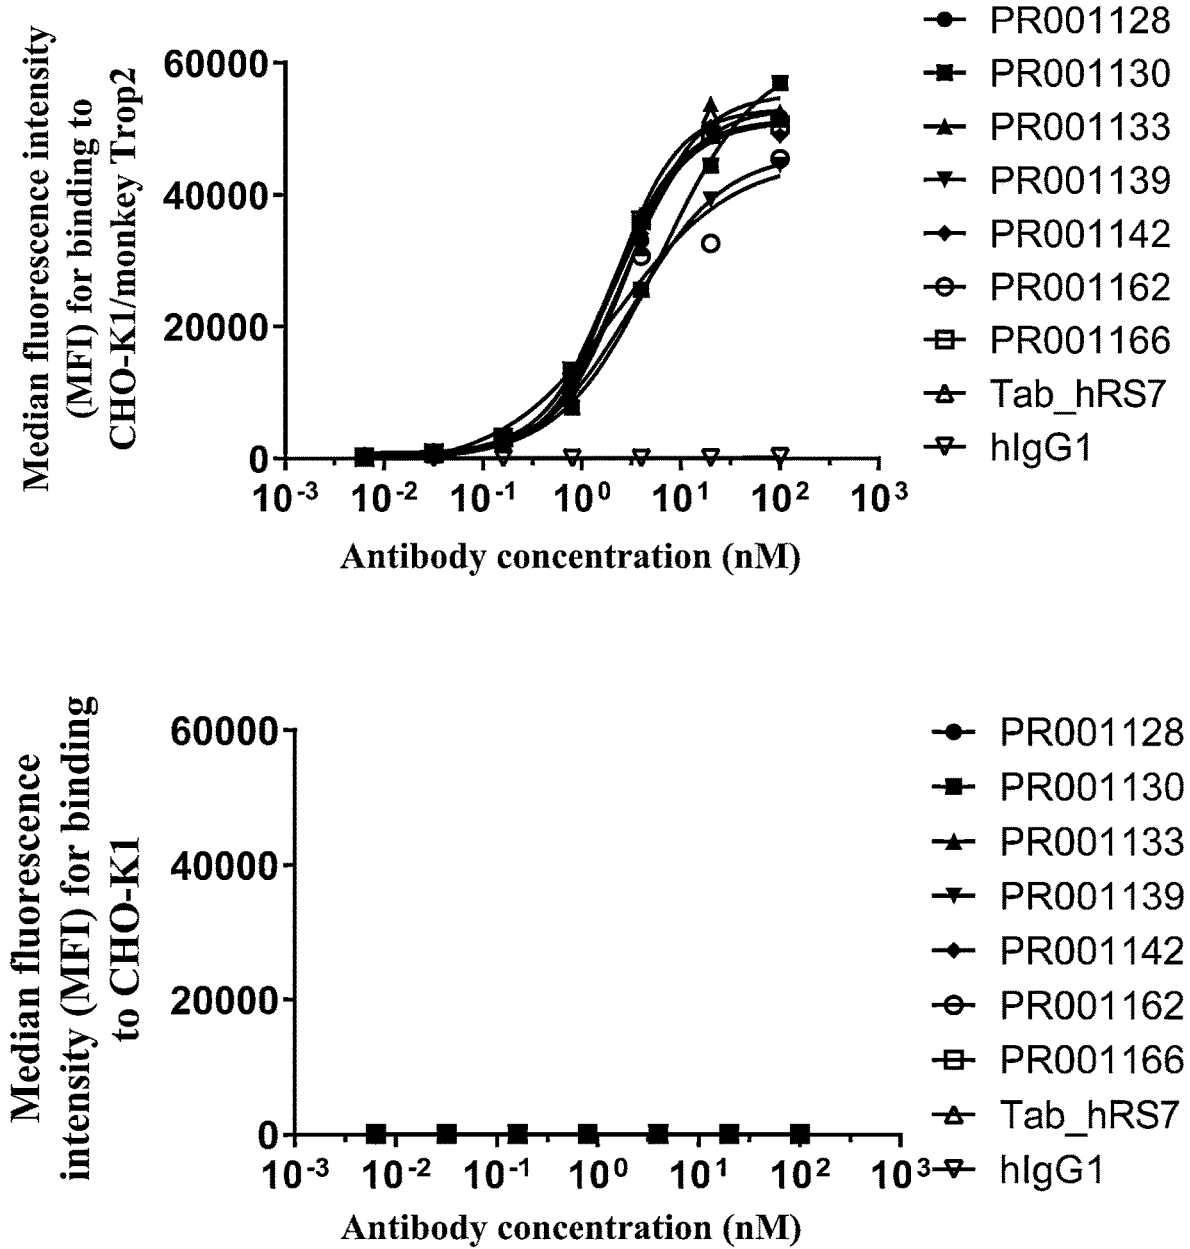 Median fluorescence intensity
(MFI) for binding to
CHO-K1/monkey Trop2
60000
40000
20000
0
10-3 10-2 10-1 100 101 102 103
Antibody concentration (nM)
PR001128
PR001130
PR001133
PR001139
PR001142
PR001162
PR001166
Tab_hRS7
hIgG1
Median fluorescence
intensity (MFI) for binding
to CHO-K1
60000
40000
20000
0
10-3 10-2 10-1 100 101 102 103
Antibody concentration (nM)
PR001128
PR001130
PR001133
PR001139
PR001142
PR001162
PR001166
Tab_hRS7
hIgG1